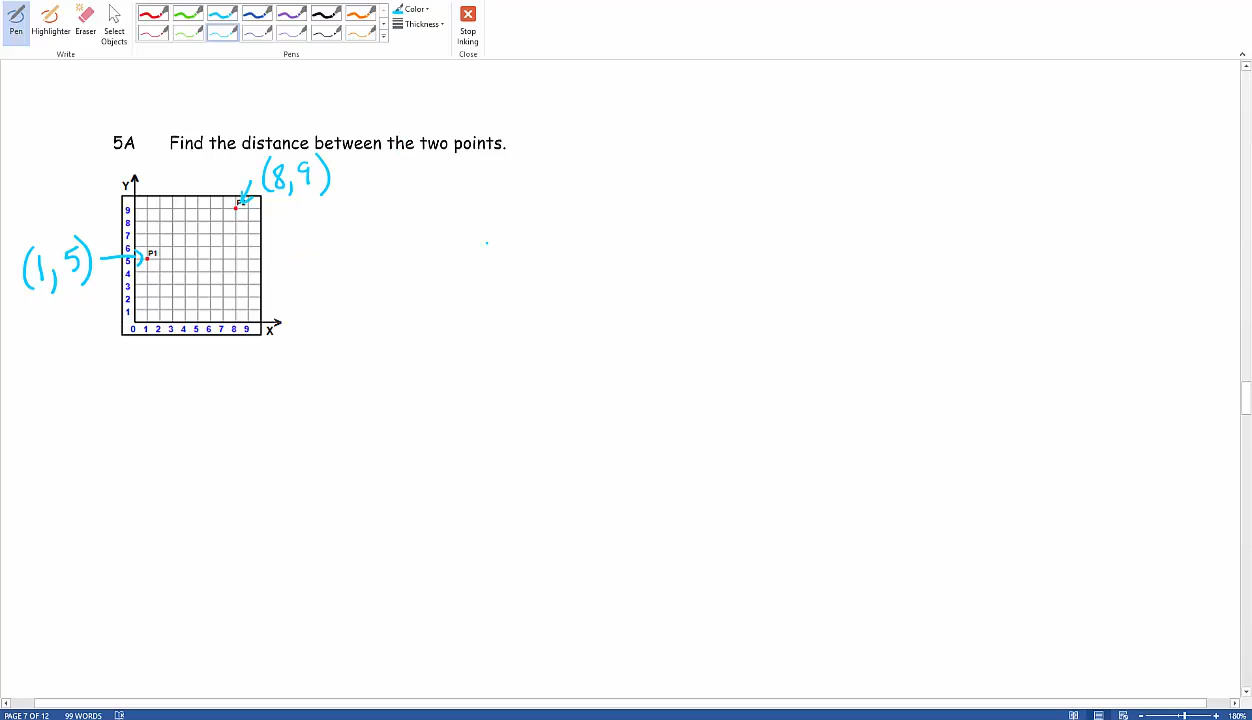 Pen
Highlighter
Eraser
Select
Objects
Color
Thickness
Stop
Inking
Write
Pens
Close
5A Find the distance between the two points.
(8,9)
Y
9
8
7
6
5
4
3
2
1
P1
(1,5)
0 1 2 3 4 5 6 7 8 9
X
PAGE 7 OF 12 99 WORDS
180%